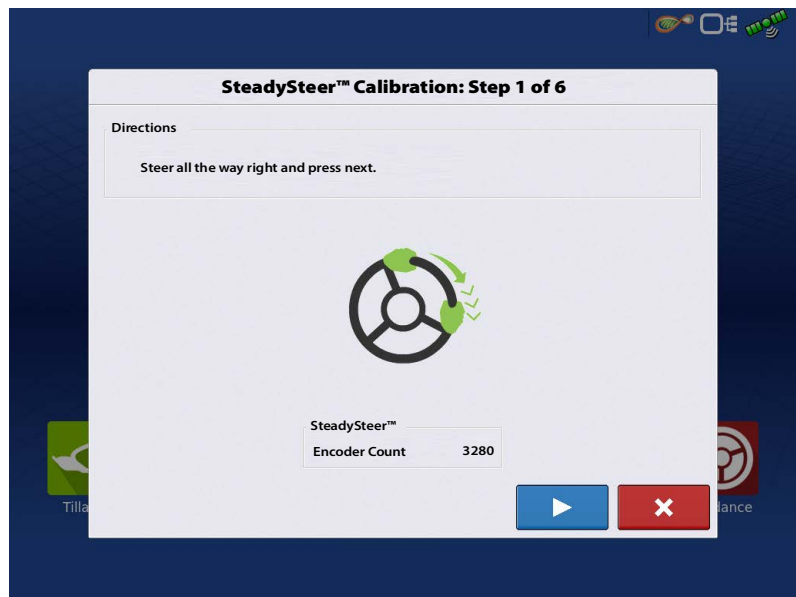 SteadySteer™ Calibration: Step 1 of 6
Directions
Steer all the way right and press next.
SteadySteer™
Encoder Count 3280
Tilla
dance